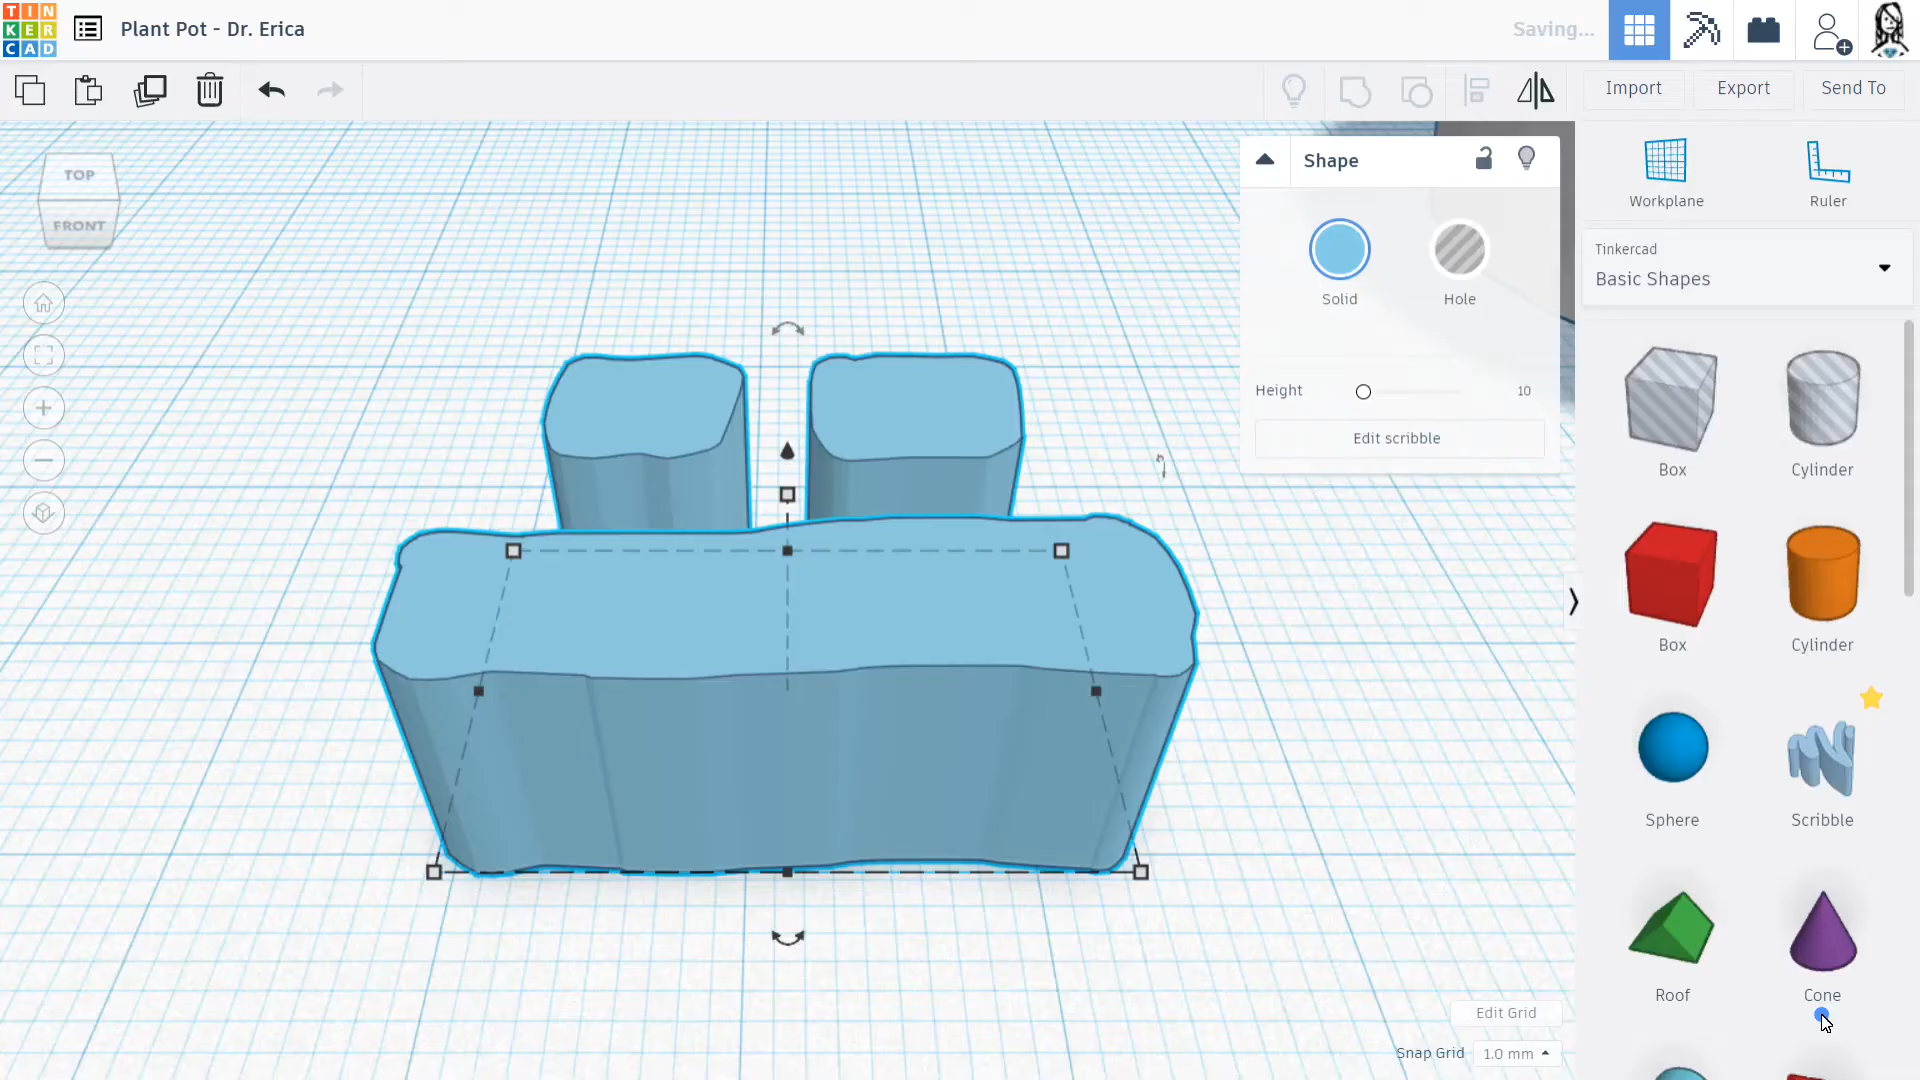 TIN
KER
CAD
Plant Pot - Dr. Erica
Saving...
Import
Export
Send To
TOP
FRONT
Shape
Solid
Hole
Height
10
Edit scribble
Workplane
Ruler
Tinkercad
Basic Shapes
Box
Cylinder
Box
Cylinder
Sphere
Scribble
Roof
Cone
Edit Grid
Snap Grid
1.0 mm